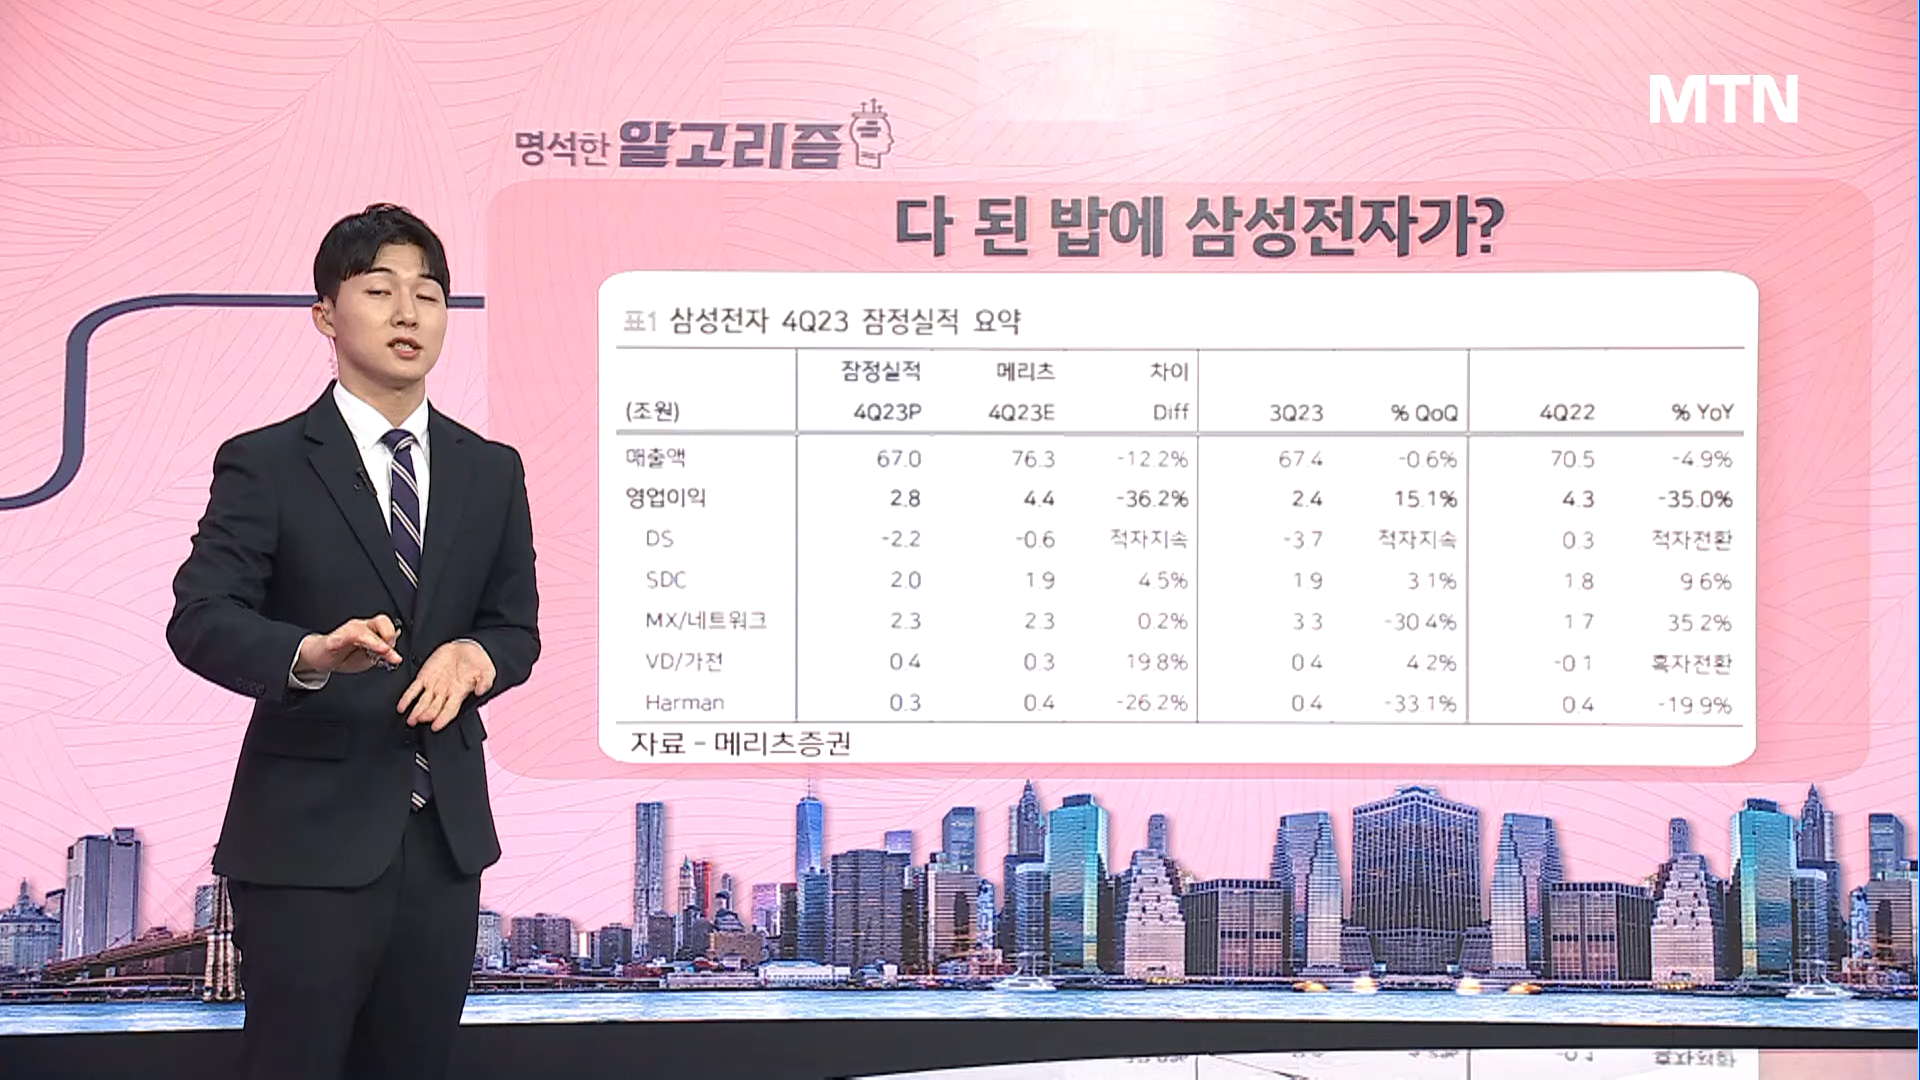 MTN
명석한 알고리즘
다 된 밥에 삼성전자가?
표1 삼성전자 4Q23 잠정실적 요약
잠정실적 메리츠 차이
(조원) 4Q23P 4Q23E Diff 3Q23 % QoQ 4Q22 % YoY
매출액 67.0 76.3 -12.2% 67.4 -0.6% 70.5 -4.9%
영업이익 2.8 4.4 -36.2% 2.4 15.1% 4.3 -35.0%
DS -2.2 -0.6 적자지속 -3.7 적자지속 0.3 적자전환
SDC 2.0 1.9 4.5% 1.9 3.1% 1.8 9.6%
MX/네트워크 2.3 2.3 0.2% 3.3 -30.4% 1.7 35.2%
VD/가전 0.4 0.3 19.8% 0.4 4.2% -0.1 흑자전환
Harman 0.3 0.4 -26.2% 0.4 -33.1% 0.4 -19.9%
자료 - 메리츠증권